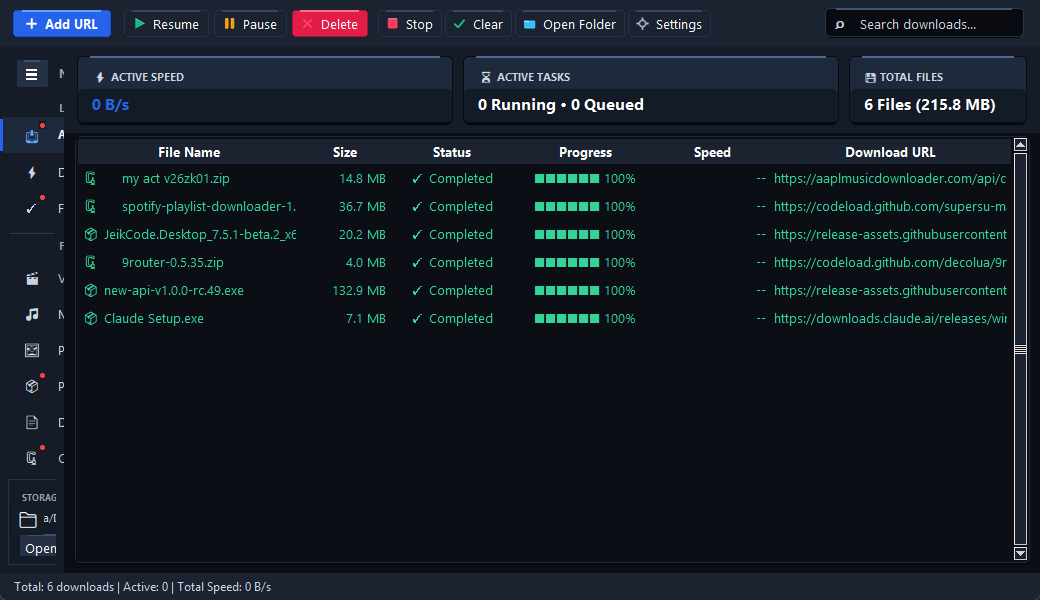 Add URL Resume Pause Delete Stop Clear Open Folder Settings Search downloads...
ACTIVE SPEED
0 B/s
ACTIVE TASKS
0 Running • 0 Queued
TOTAL FILES
6 Files (215.8 MB)
File Name Size Status Progress Speed Download URL
my act v26zk01.zip 14.8 MB ✓ Completed 100% -- https://aaplmusicdownloader.com/api/c
spotify-playlist-downloader-1. 36.7 MB ✓ Completed 100% -- https://codeload.github.com/supersu-m
JeikCode.Desktop_7.5.1-beta.2_x6 20.2 MB ✓ Completed 100% -- https://release-assets.githubusercontent
9router-0.5.35.zip 4.0 MB ✓ Completed 100% -- https://codeload.github.com/decolua/9r
new-api-v1.0.0-rc.49.exe 132.9 MB ✓ Completed 100% -- https://release-assets.githubusercontent
Claude Setup.exe 7.1 MB ✓ Completed 100% -- https://downloads.claude.ai/releases/wir
STORAG
a/D
Open
Total: 6 downloads | Active: 0 | Total Speed: 0 B/s